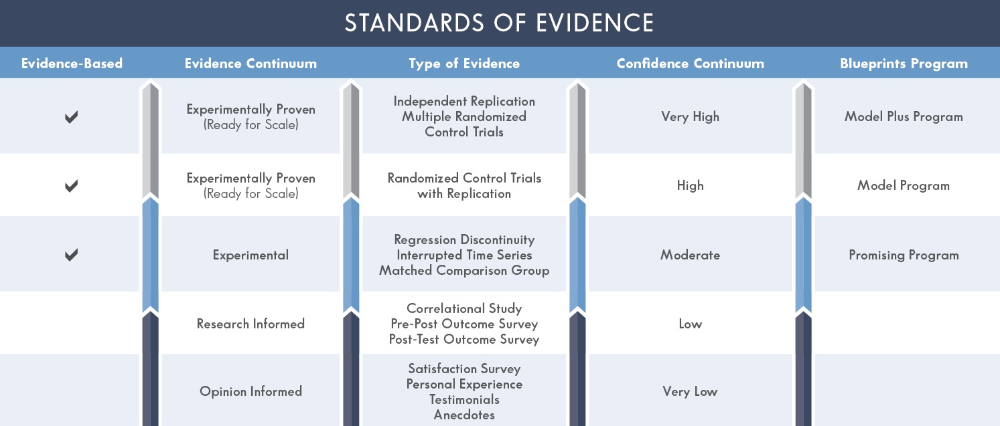 STANDARDS OF EVIDENCE
Evidence-Based
Evidence Continuum
Type of Evidence
Confidence Continuum
Blueprints Program
Experimentally Proven
(Ready for Scale)
Independent Replication
Multiple Randomized
Control Trials
Very High
Model Plus Program
Experimentally Proven
(Ready for Scale)
Randomized Control Trials
with Replication
High
Model Program
Experimental
Regression Discontinuity
Interrupted Time Series
Matched Comparison Group
Moderate
Promising Program
Research Informed
Correlational Study
Pre-Post Outcome Survey
Post-Test Outcome Survey
Low
Opinion Informed
Satisfaction Survey
Personal Experience
Testimonials
Anecdotes
Very Low